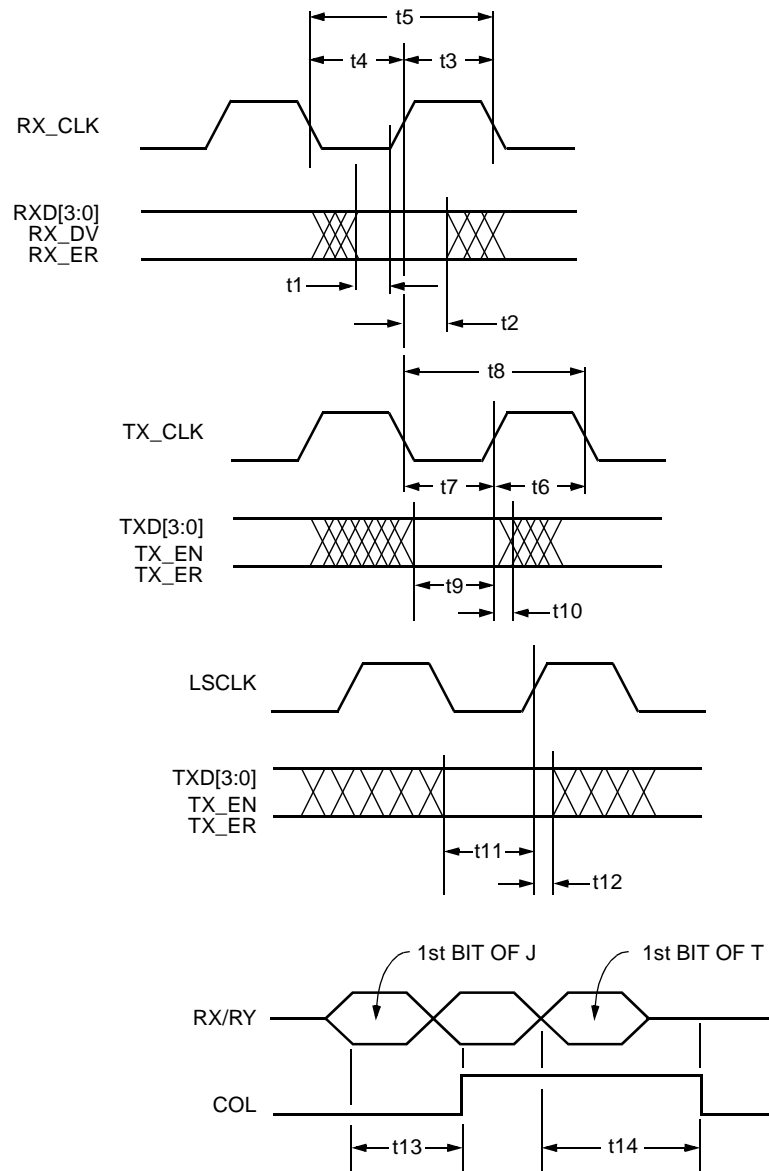 t5
t4 t3
RX_CLK
RXD[3:0]
RX_DV
RX_ER
t1
t2
t8
TX_CLK
t7 t6
TXD[3:0]
TX_EN
TX_ER
t9
t10
LSCLK
TXD[3:0]
TX_EN
TX_ER
t11
t12
1st BIT OF J 1st BIT OF T
RX/RY
COL
t13 t14